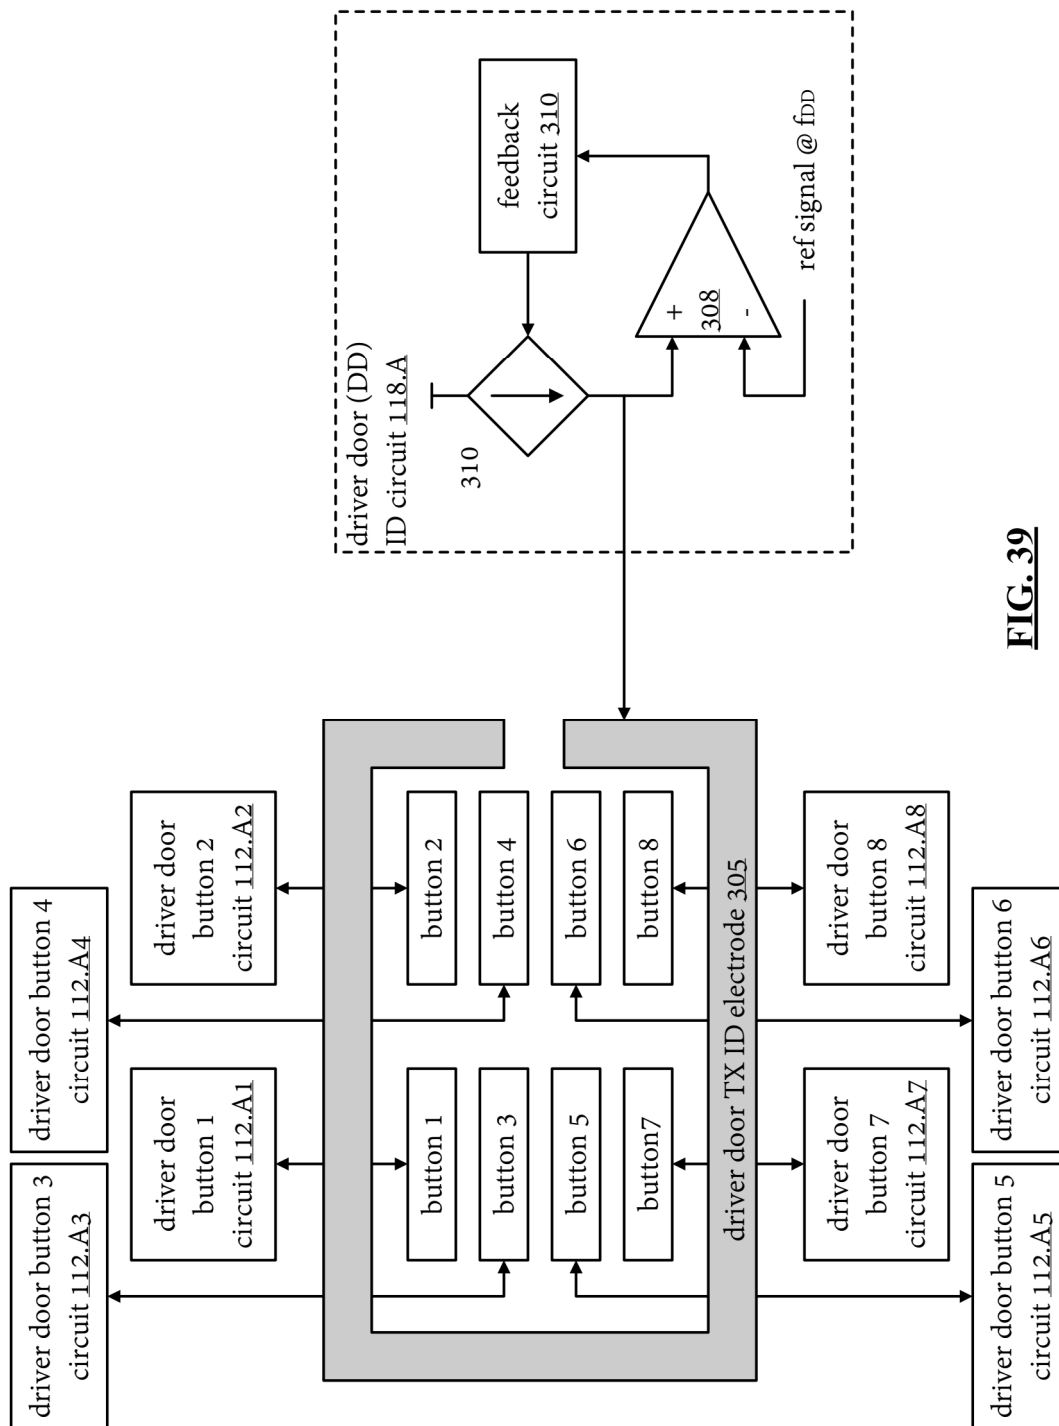 driver door button 3
circuit 112.A3
driver door button 4
circuit 112.A4
driver door
button 1
circuit 112.A1
driver door
button 2
circuit 112.A2
button 1
button 2
button 3
button 4
button 5
button 6
button7
button 8
driver door TX ID electrode 305
driver door
button 7
circuit 112.A7
driver door
button 8
circuit 112.A8
driver door button 5
circuit 112.A5
driver door button 6
circuit 112.A6
driver door (DD)
ID circuit 118.A
310
feedback
circuit 310
+
308
-
ref signal @ fDD
FIG. 39